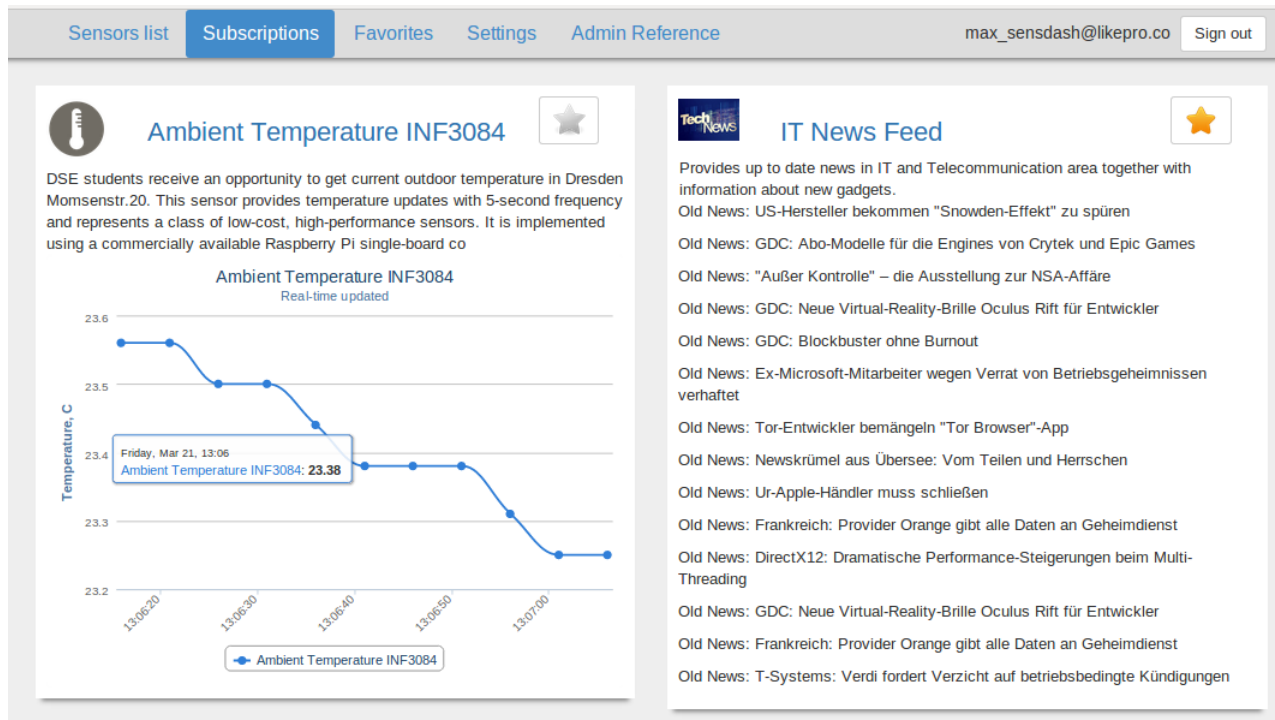 Sensors list Subscriptions Favorites Settings Admin Reference max_sensdash@likepro.co Sign out
Ambient Temperature INF3084
DSE students receive an opportunity to get current outdoor temperature in Dresden
Momsenstr.20. This sensor provides temperature updates with 5-second frequency
and represents a class of low-cost, high-performance sensors. It is implemented
using a commercially available Raspberry Pi single-board co
Ambient Temperature INF3084
Real-time updated
Temperature, C
23.6
23.5
23.4
23.3
23.2
Friday, Mar 21, 13:06
Ambient Temperature INF3084: 23.38
13:06:20 13:06:30 13:06:40 13:06:50 13:07:00
Ambient Temperature INF3084
Tech
News
IT News Feed
Provides up to date news in IT and Telecommunication area together with
information about new gadgets.
Old News: US-Hersteller bekommen "Snowden-Effekt" zu spüren
Old News: GDC: Abo-Modelle für die Engines von Crytek und Epic Games
Old News: "Außer Kontrolle" – die Ausstellung zur NSA-Affäre
Old News: GDC: Neue Virtual-Reality-Brille Oculus Rift für Entwickler
Old News: GDC: Blockbuster ohne Burnout
Old News: Ex-Microsoft-Mitarbeiter wegen Verrat von Betriebsgeheimnissen
verhaftet
Old News: Tor-Entwickler bemängeln "Tor Browser"-App
Old News: Newskrümel aus Übersee: Vom Teilen und Herrschen
Old News: Ur-Apple-Händler muss schließen
Old News: Frankreich: Provider Orange gibt alle Daten an Geheimdienst
Old News: DirectX12: Dramatische Performance-Steigerungen beim Multi-
Threading
Old News: GDC: Neue Virtual-Reality-Brille Oculus Rift für Entwickler
Old News: Frankreich: Provider Orange gibt alle Daten an Geheimdienst
Old News: T-Systems: Verdi fordert Verzicht auf betriebsbedingte Kündigungen